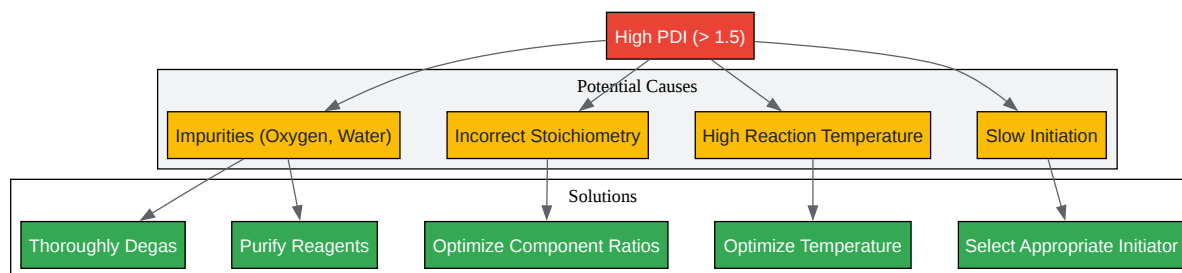 High PDI (> 1.5)
Potential Causes
Impurities (Oxygen, Water)
Incorrect Stoichiometry
High Reaction Temperature
Slow Initiation
Solutions
Thoroughly Degas
Purify Reagents
Optimize Component Ratios
Optimize Temperature
Select Appropriate Initiator